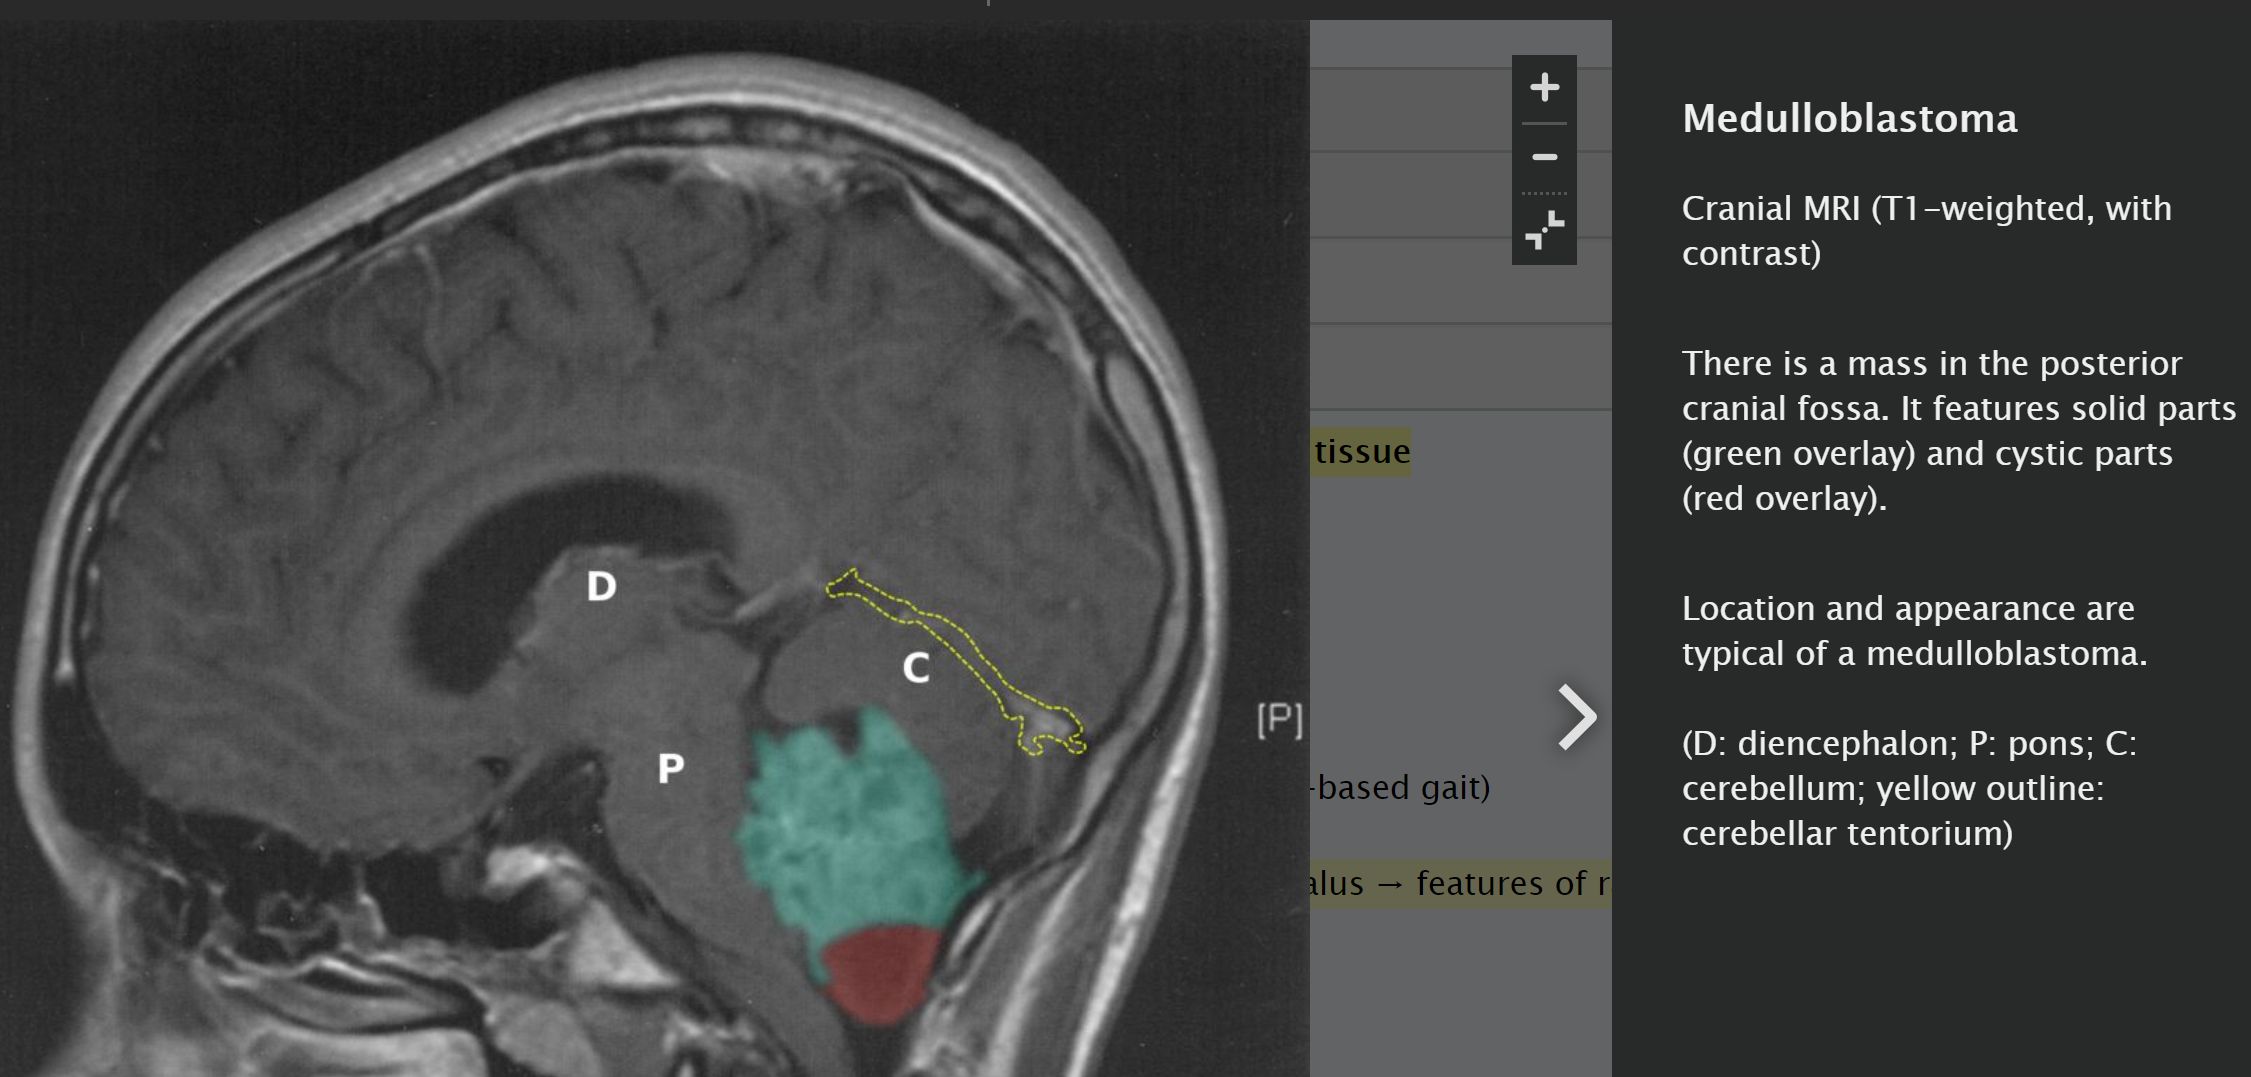 D
C
P
[P]
tissue
-based gait)
alus → features of r
Medulloblastoma
Cranial MRI (T1-weighted, with
contrast)
There is a mass in the posterior
cranial fossa. It features solid parts
(green overlay) and cystic parts
(red overlay).
Location and appearance are
typical of a medulloblastoma.
(D: diencephalon; P: pons; C:
cerebellum; yellow outline:
cerebellar tentorium)